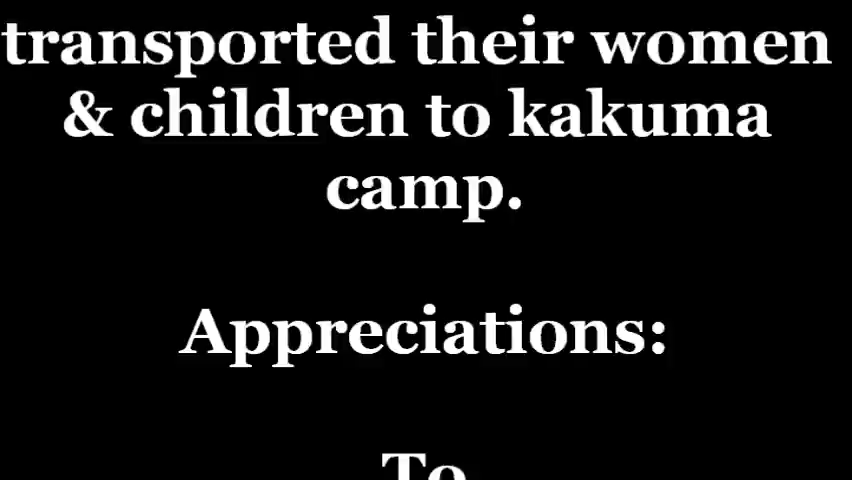 transported their women
& children to kakuma
camp.
Appreciations:
To